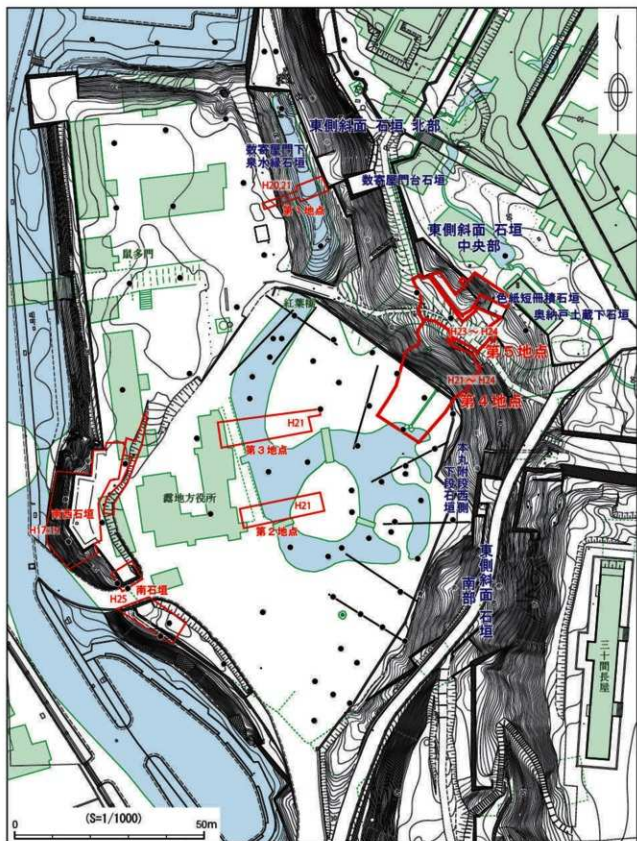 東側斜面 石垣 北部
数寄屋門下
泉水縁石垣
数寄屋門台石垣
H20,21
第1地点
東側斜面 石垣
中央部
鼠多門
紅葉橋
色紙短冊積石垣
奥納戸土蔵下石垣
H23～H24
第5地点
H21～H24
第4地点
H21
第3地点
露地方役所
H21
第2地点
本丸附段西側
下段石垣
東側斜面 石垣
南部
南西石垣
H25
南石垣
三十間長屋
(S=1/1000)
0
50m